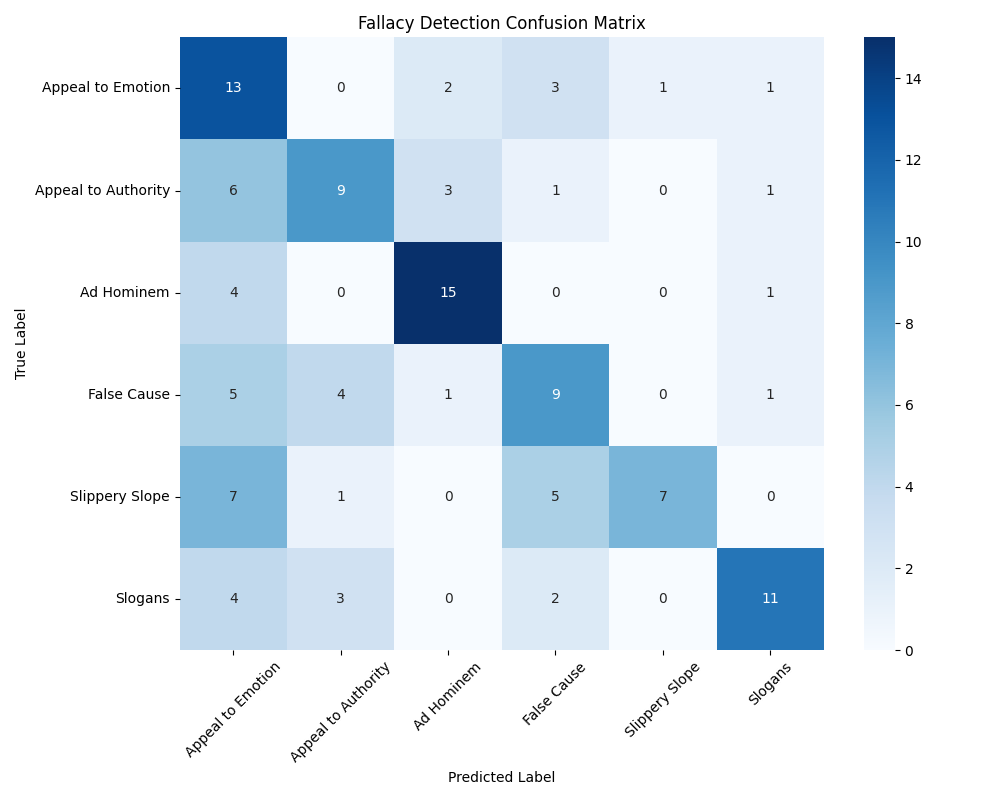 Fallacy Detection Confusion Matrix
True Label
Appeal to Emotion 13 0 2 3 1 1
Appeal to Authority 6 9 3 1 0 1
Ad Hominem 4 0 15 0 0 1
False Cause 5 4 1 9 0 1
Slippery Slope 7 1 0 5 7 0
Slogans 4 3 0 2 0 11
Appeal to Emotion
Appeal to Authority
Ad Hominem
False Cause
Slippery Slope
Slogans
Predicted Label
14
12
10
8
6
4
2
0